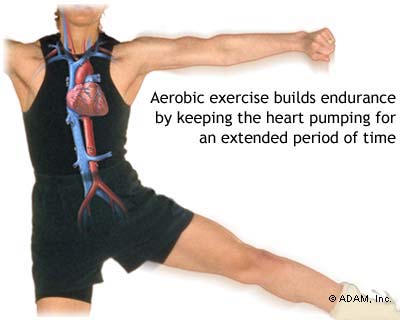 Aerobic exercise builds endurance
by keeping the heart pumping for
an extended period of time
© ADAM, Inc.